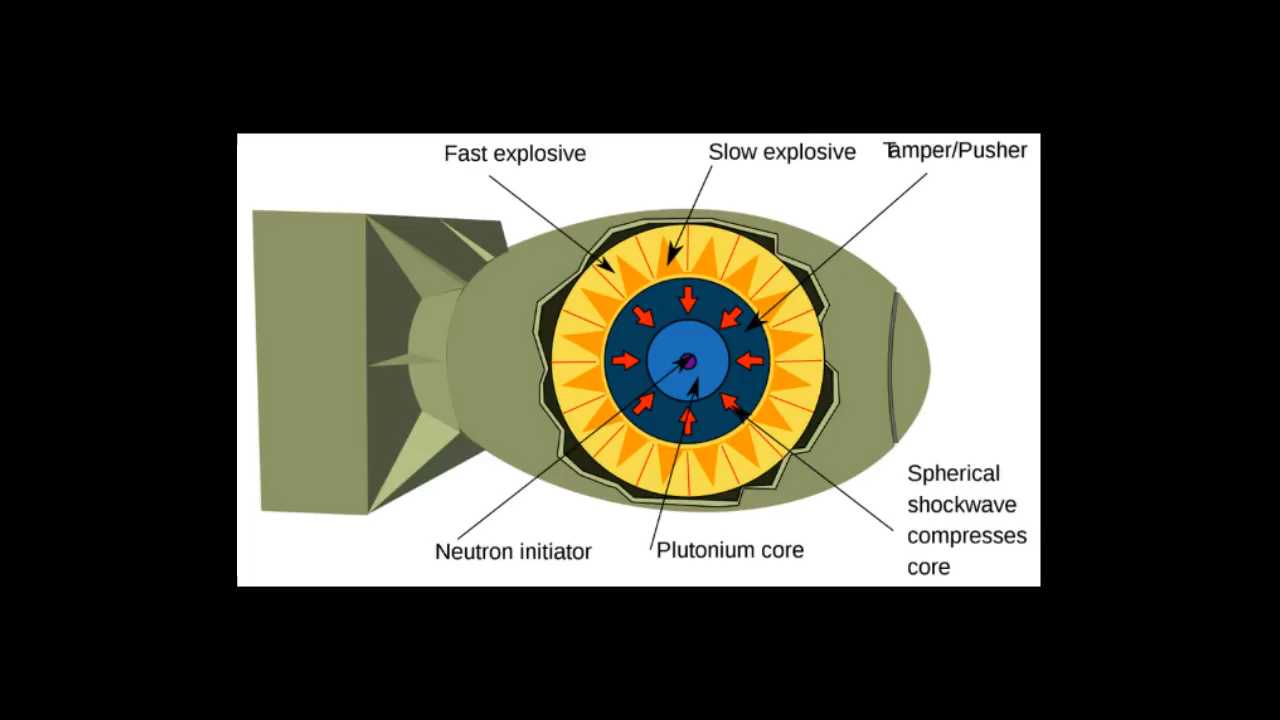 Fast explosive
Slow explosive
Tamper/Pusher
Neutron initiator
Plutonium core
Spherical
shockwave
compresses
core